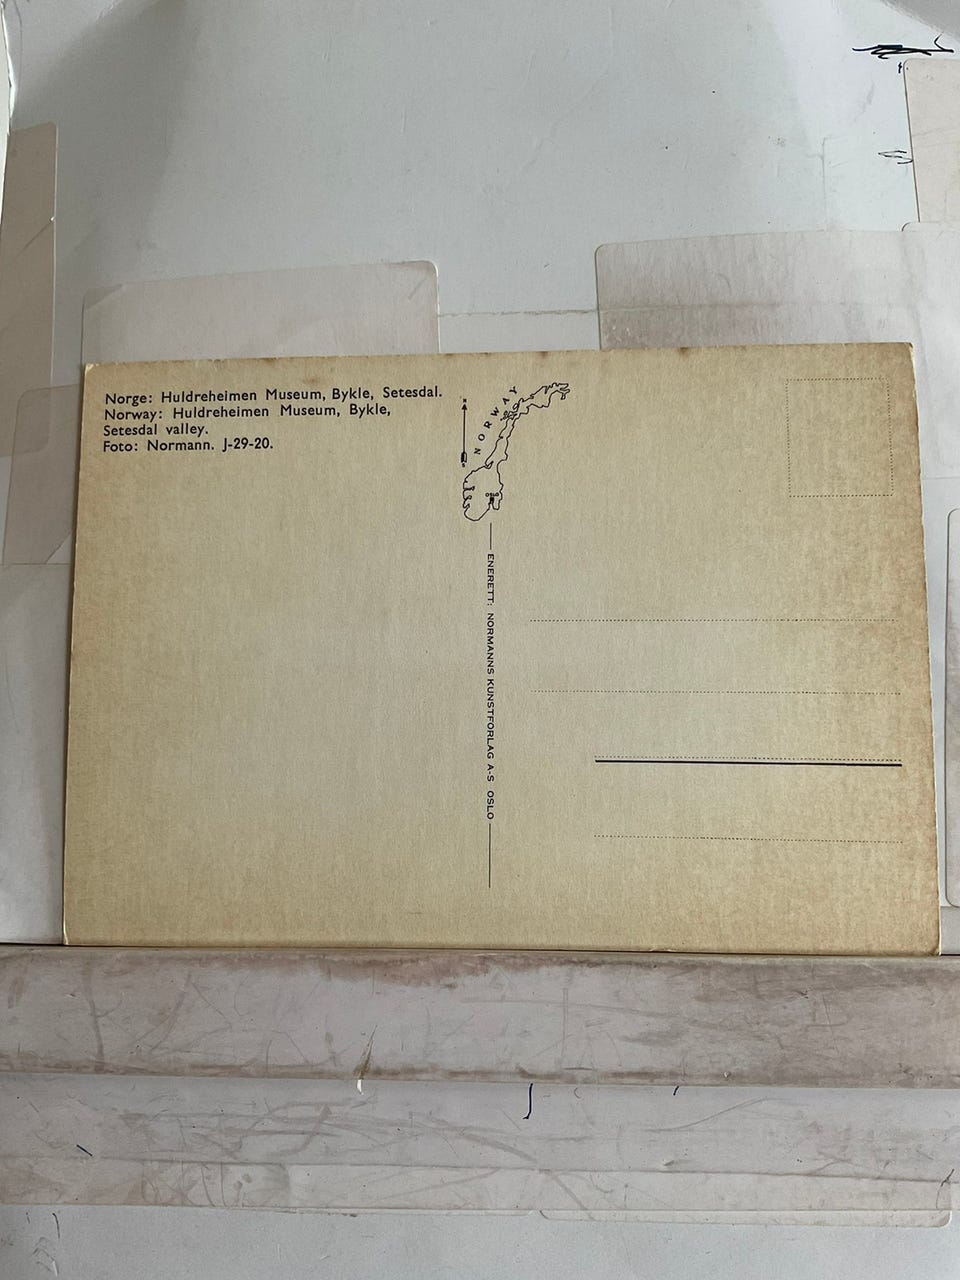 Norge: Huldreheimen Museum, Bykle, Setesdal.
Norway: Huldreheimen Museum, Bykle,
Setesdal valley.
Foto: Normann. J-29-20.
N
S
NORWAY
OSLO
ENERETT: NORMANNS KUNSTFORLAG A-S OSLO